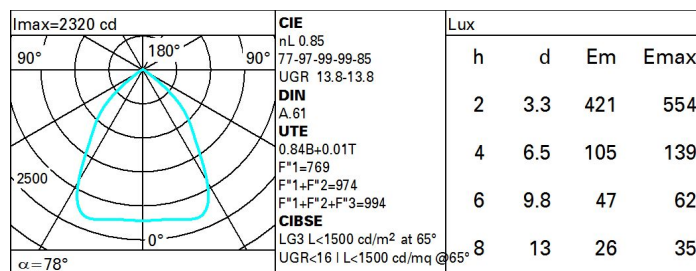 Imax=2320 cd
90° 180° 90°
2500
0°
α=78°
CIE
nL 0.85
77-97-99-99-85
UGR 13.8-13.8
DIN
A.61
UTE
0.84B+0.01T
F"1=769
F"1+F"2=974
F"1+F"2+F"3=994
CIBSE
LG3 L<1500 cd/m² at 65°
UGR<16 | L<1500 cd/mq @65°
Lux
h d Em Emax
2 3.3 421 554
4 6.5 105 139
6 9.8 47 62
8 13 26 35